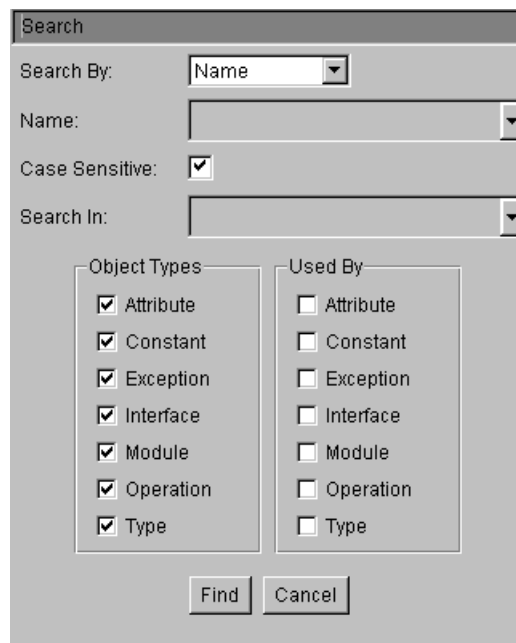 Search
Search By: Name
Name:
Case Sensitive:
Search In:
Object Types Used By
Attribute Attribute
Constant Constant
Exception Exception
Interface Interface
Module Module
Operation Operation
Type Type
Find Cancel